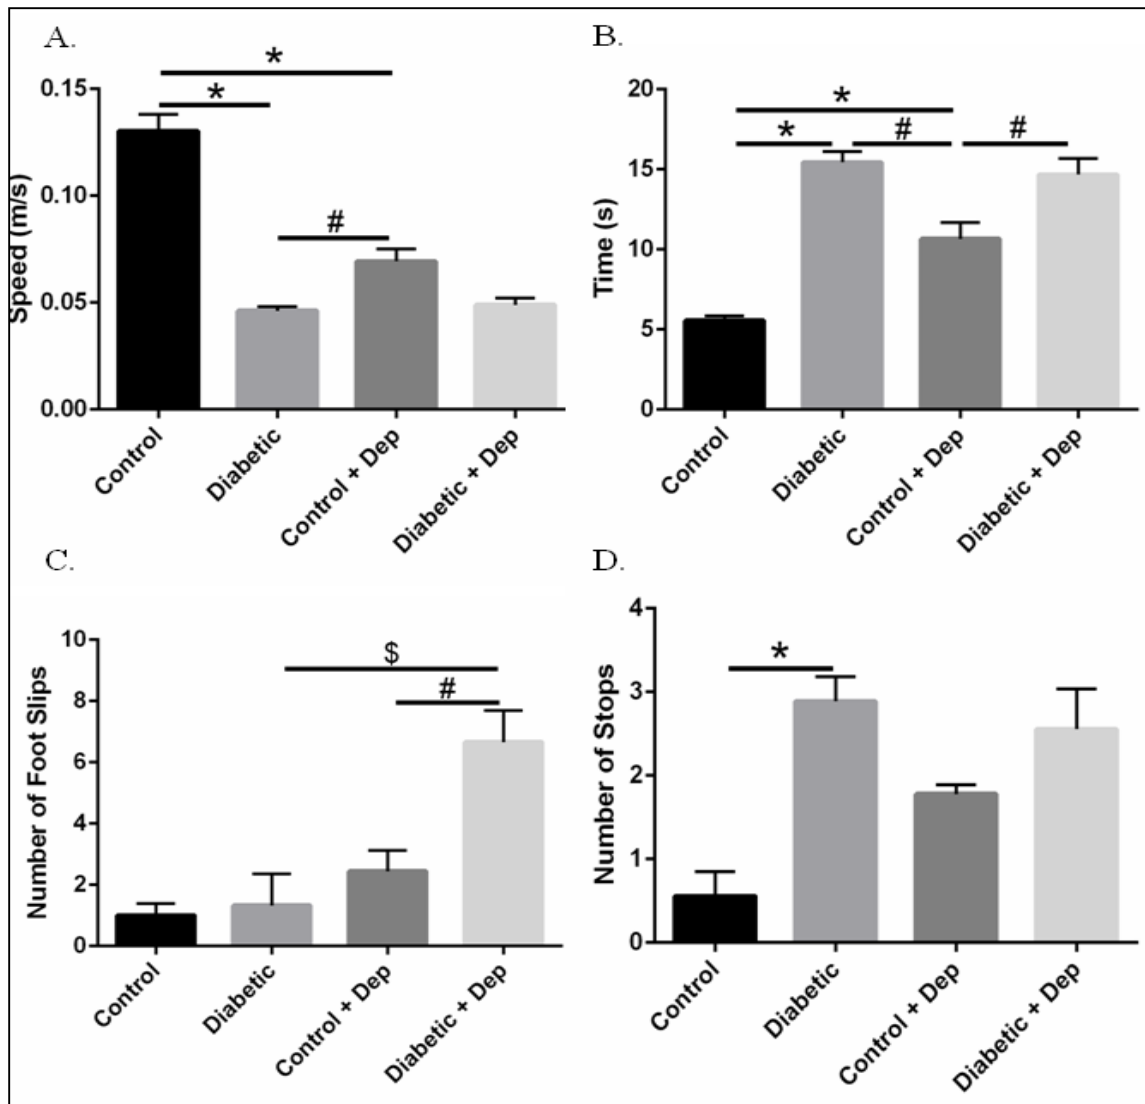 A.
*
*
#
0.15
0.10
0.05
0.00
Speed (m/s)
Control
Diabetic
Control + Dep
Diabetic + Dep
B.
*
*
#
#
20
15
10
5
0
Time (s)
Control
Diabetic
Control + Dep
Diabetic + Dep
C.
$
#
10
8
6
4
2
0
Number of Foot Slips
Control
Diabetic
Control + Dep
Diabetic + Dep
D.
*
4
3
2
1
0
Number of Stops
Control
Diabetic
Control + Dep
Diabetic + Dep